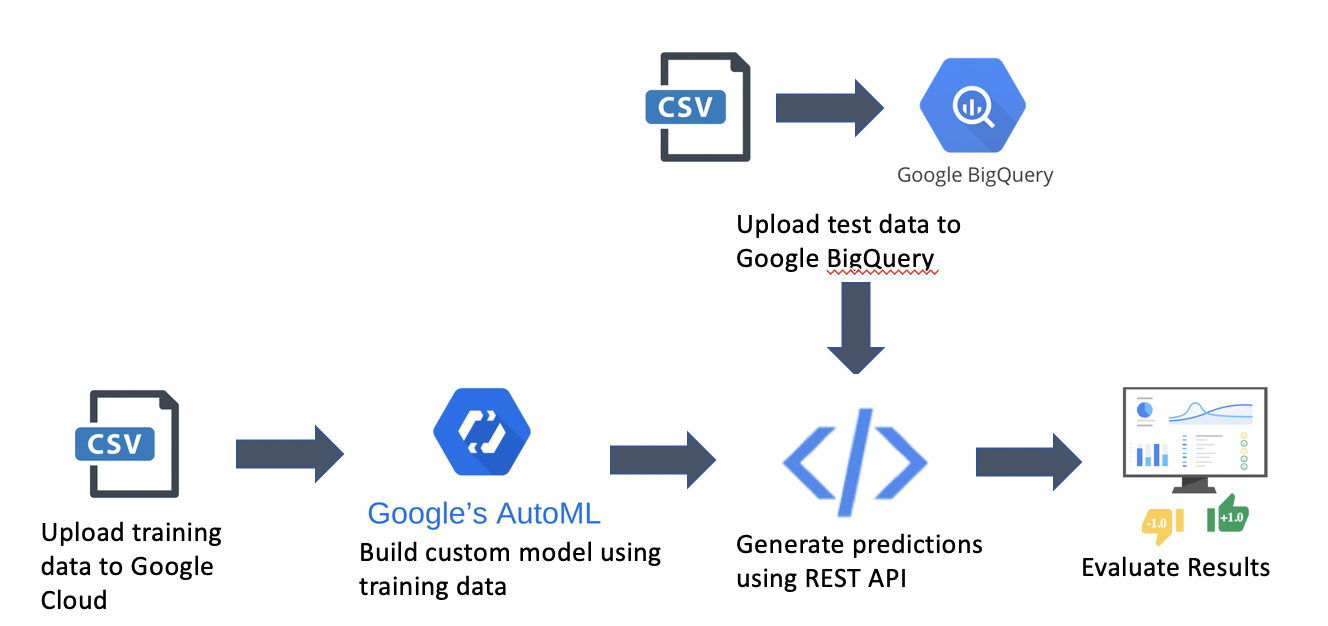 CSV
Google BigQuery
Upload test data to
Google BigQuery
CSV
Upload training
data to Google
Cloud
Google's AutoML
Build custom model using
training data
Generate predictions
using REST API
-1.0
+1.0
Evaluate Results